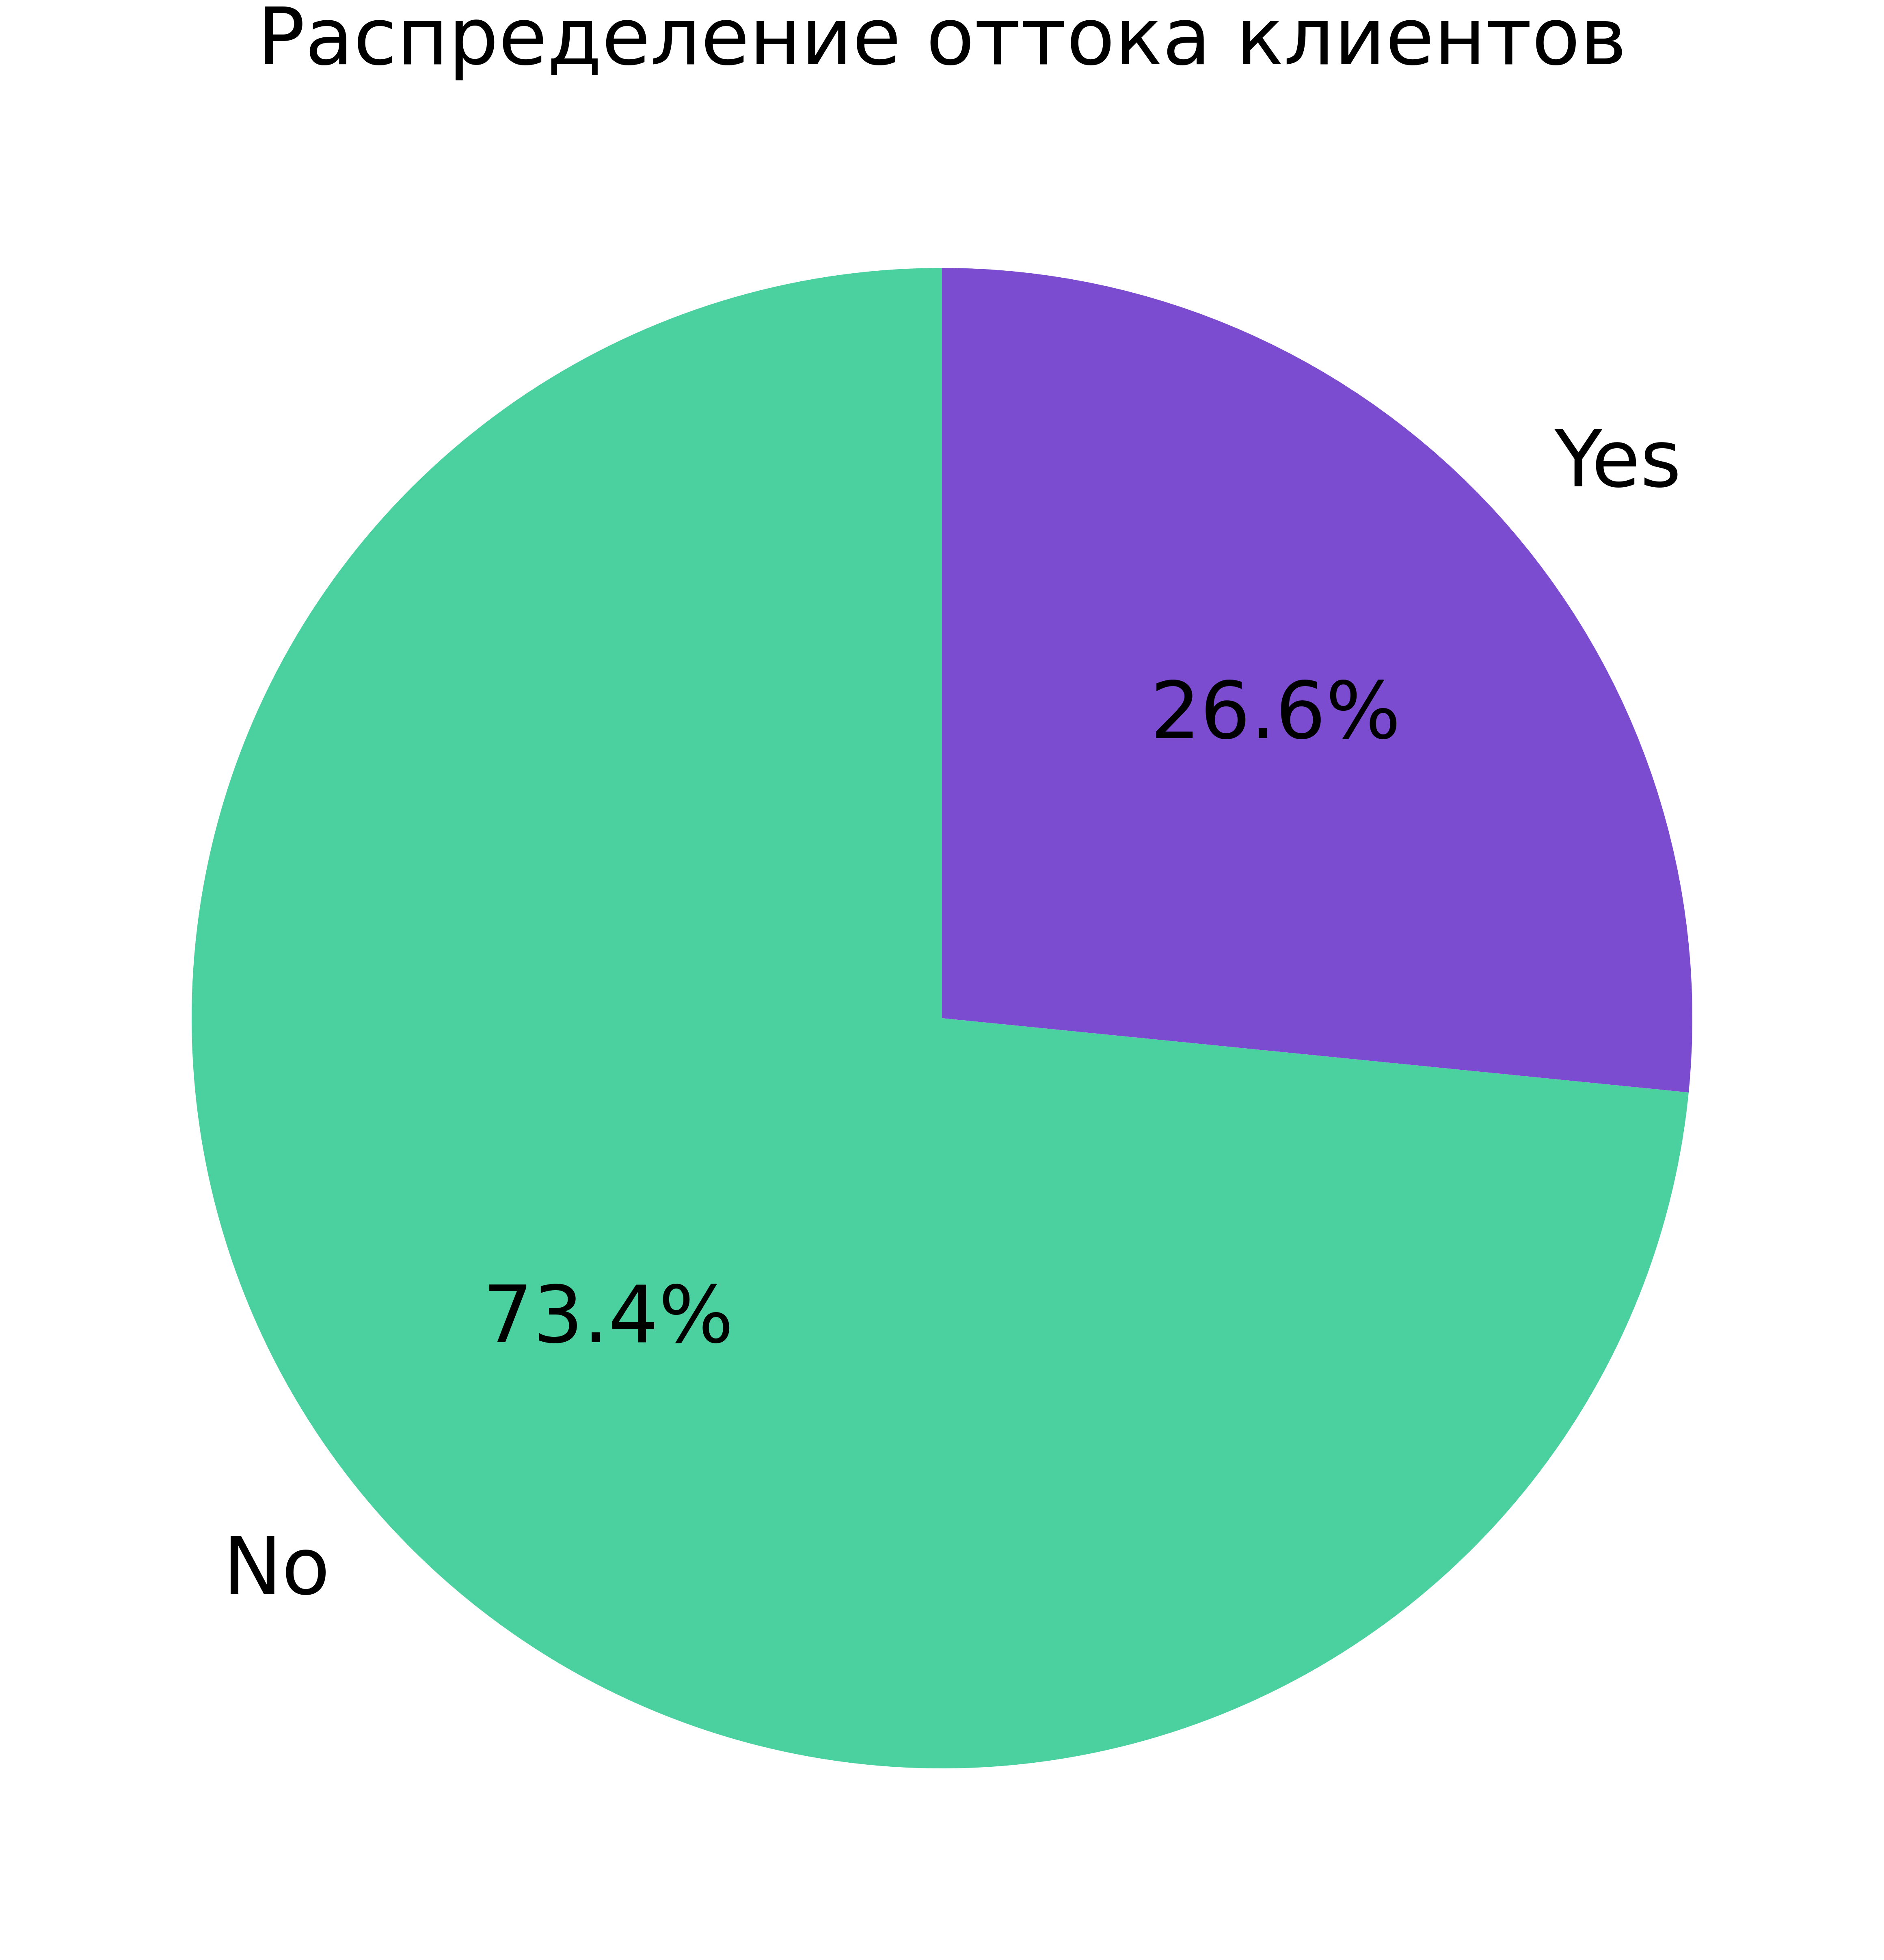 Распределение оттока клиентов
Yes
26.6%
73.4%
No